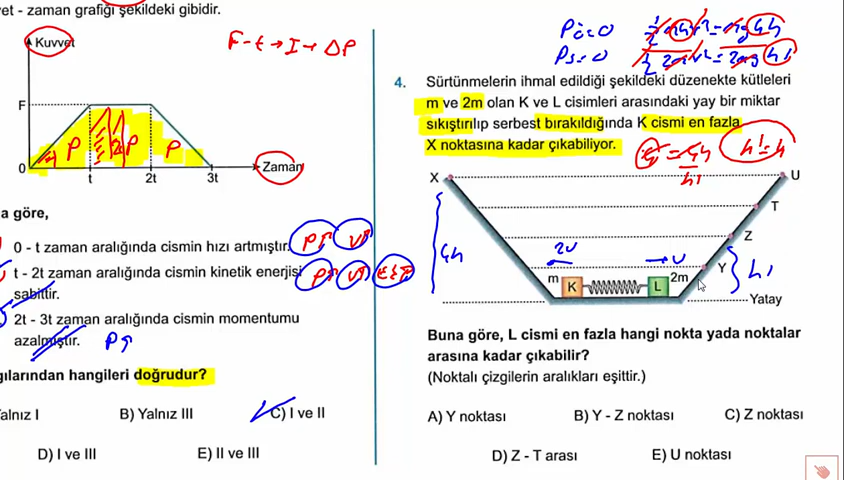 et - zaman grafiği şekildeki gibidir.
Kuvvet
F-t→I→ΔP
F
P
2P
P
0
t
2t
3t
Zaman
a göre,
0 - t zaman aralığında cismin hızı artmıştır.
P↑
V↑
t - 2t zaman aralığında cismin kinetik enerjisi
sabittir.
P↑
V↑
2t - 3t zaman aralığında cismin momentumu
azalmıştır.
P↑
gılarından hangileri doğrudur?
alnız I
B) Yalnız III
C) I ve II
D) I ve III
E) II ve III
Pö=0
Ps=0
4. Sürtünmelerin ihmal edildiği şekildeki düzenekte kütleleri
m ve 2m olan K ve L cisimleri arasındaki yay bir miktar
sıkıştırılıp serbest bırakıldığında K cismi en fazla
X noktasına kadar çıkabiliyor.
h'=h
h'
X
U
T
Z
Y
4h
h'
2v
v
m
K
L
2m
Yatay
Buna göre, L cismi en fazla hangi nokta yada noktalar
arasına kadar çıkabilir?
(Noktalı çizgilerin aralıkları eşittir.)
A) Y noktası
B) Y - Z noktası
C) Z noktası
D) Z - T arası
E) U noktası